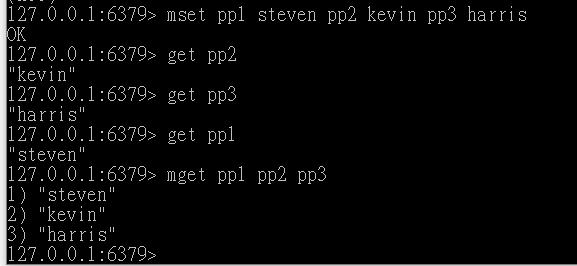 127.0.0.1:6379> mset pp1 steven pp2 kevin pp3 harris
OK
127.0.0.1:6379> get pp2
"kevin"
127.0.0.1:6379> get pp3
"harris"
127.0.0.1:6379> get pp1
"steven"
127.0.0.1:6379> mget pp1 pp2 pp3
1) "steven"
2) "kevin"
3) "harris"
127.0.0.1:6379>